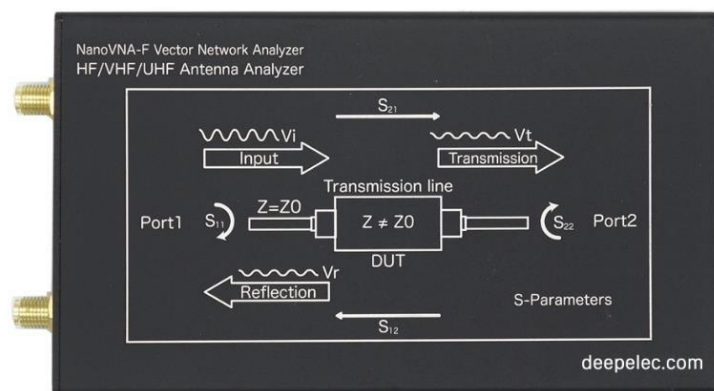 NanoVNA-F Vector Network Analyzer
HF/VHF/UHF Antenna Analyzer
S₂₁
Vi
Vt
Input
Transmission
Transmission line
Port1
S₁₁
Z=Z0
Z ≠ Z0
S₂₂
Port2
DUT
Vr
Reflection
S₁₂
S-Parameters
deepelec.com